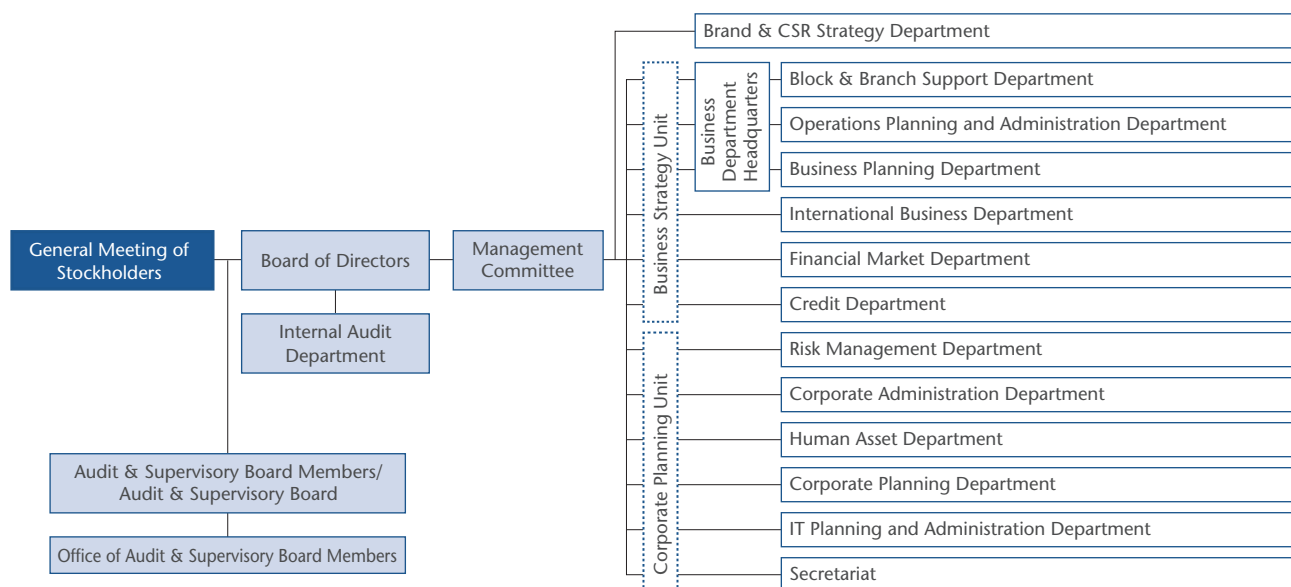 Brand & CSR Strategy Department
Business Strategy Unit
Business
Department
Headquarters
Block & Branch Support Department
Operations Planning and Administration Department
Business Planning Department
International Business Department
General Meeting of
Stockholders
Board of Directors
Management
Committee
Financial Market Department
Credit Department
Internal Audit
Department
Corporate Planning Unit
Risk Management Department
Corporate Administration Department
Human Asset Department
Audit & Supervisory Board Members/
Audit & Supervisory Board
Corporate Planning Department
IT Planning and Administration Department
Office of Audit & Supervisory Board Members
Secretariat